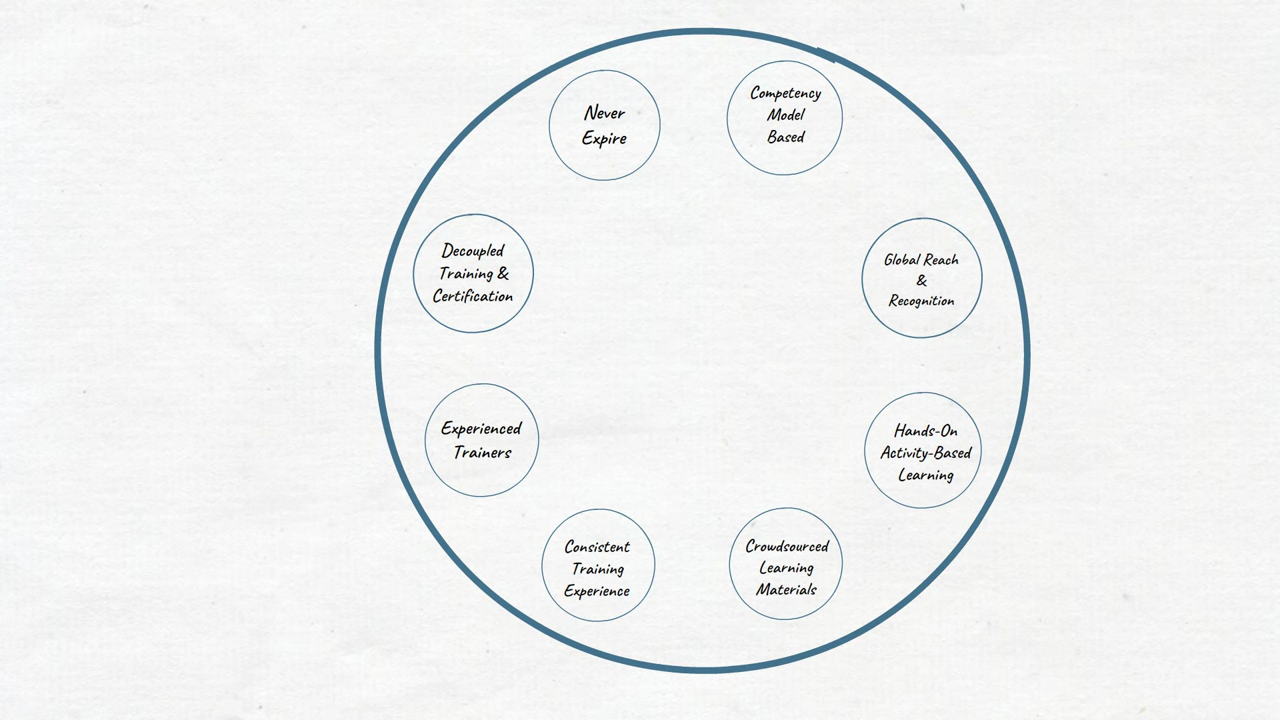 Never
Expire
Competency
Model
Based
Decoupled
Training &
Certification
Global Reach
&
Recognition
Experienced
Trainers
Hands-On
Activity-Based
Learning
Consistent
Training
Experience
Crowdsourced
Learning
Materials